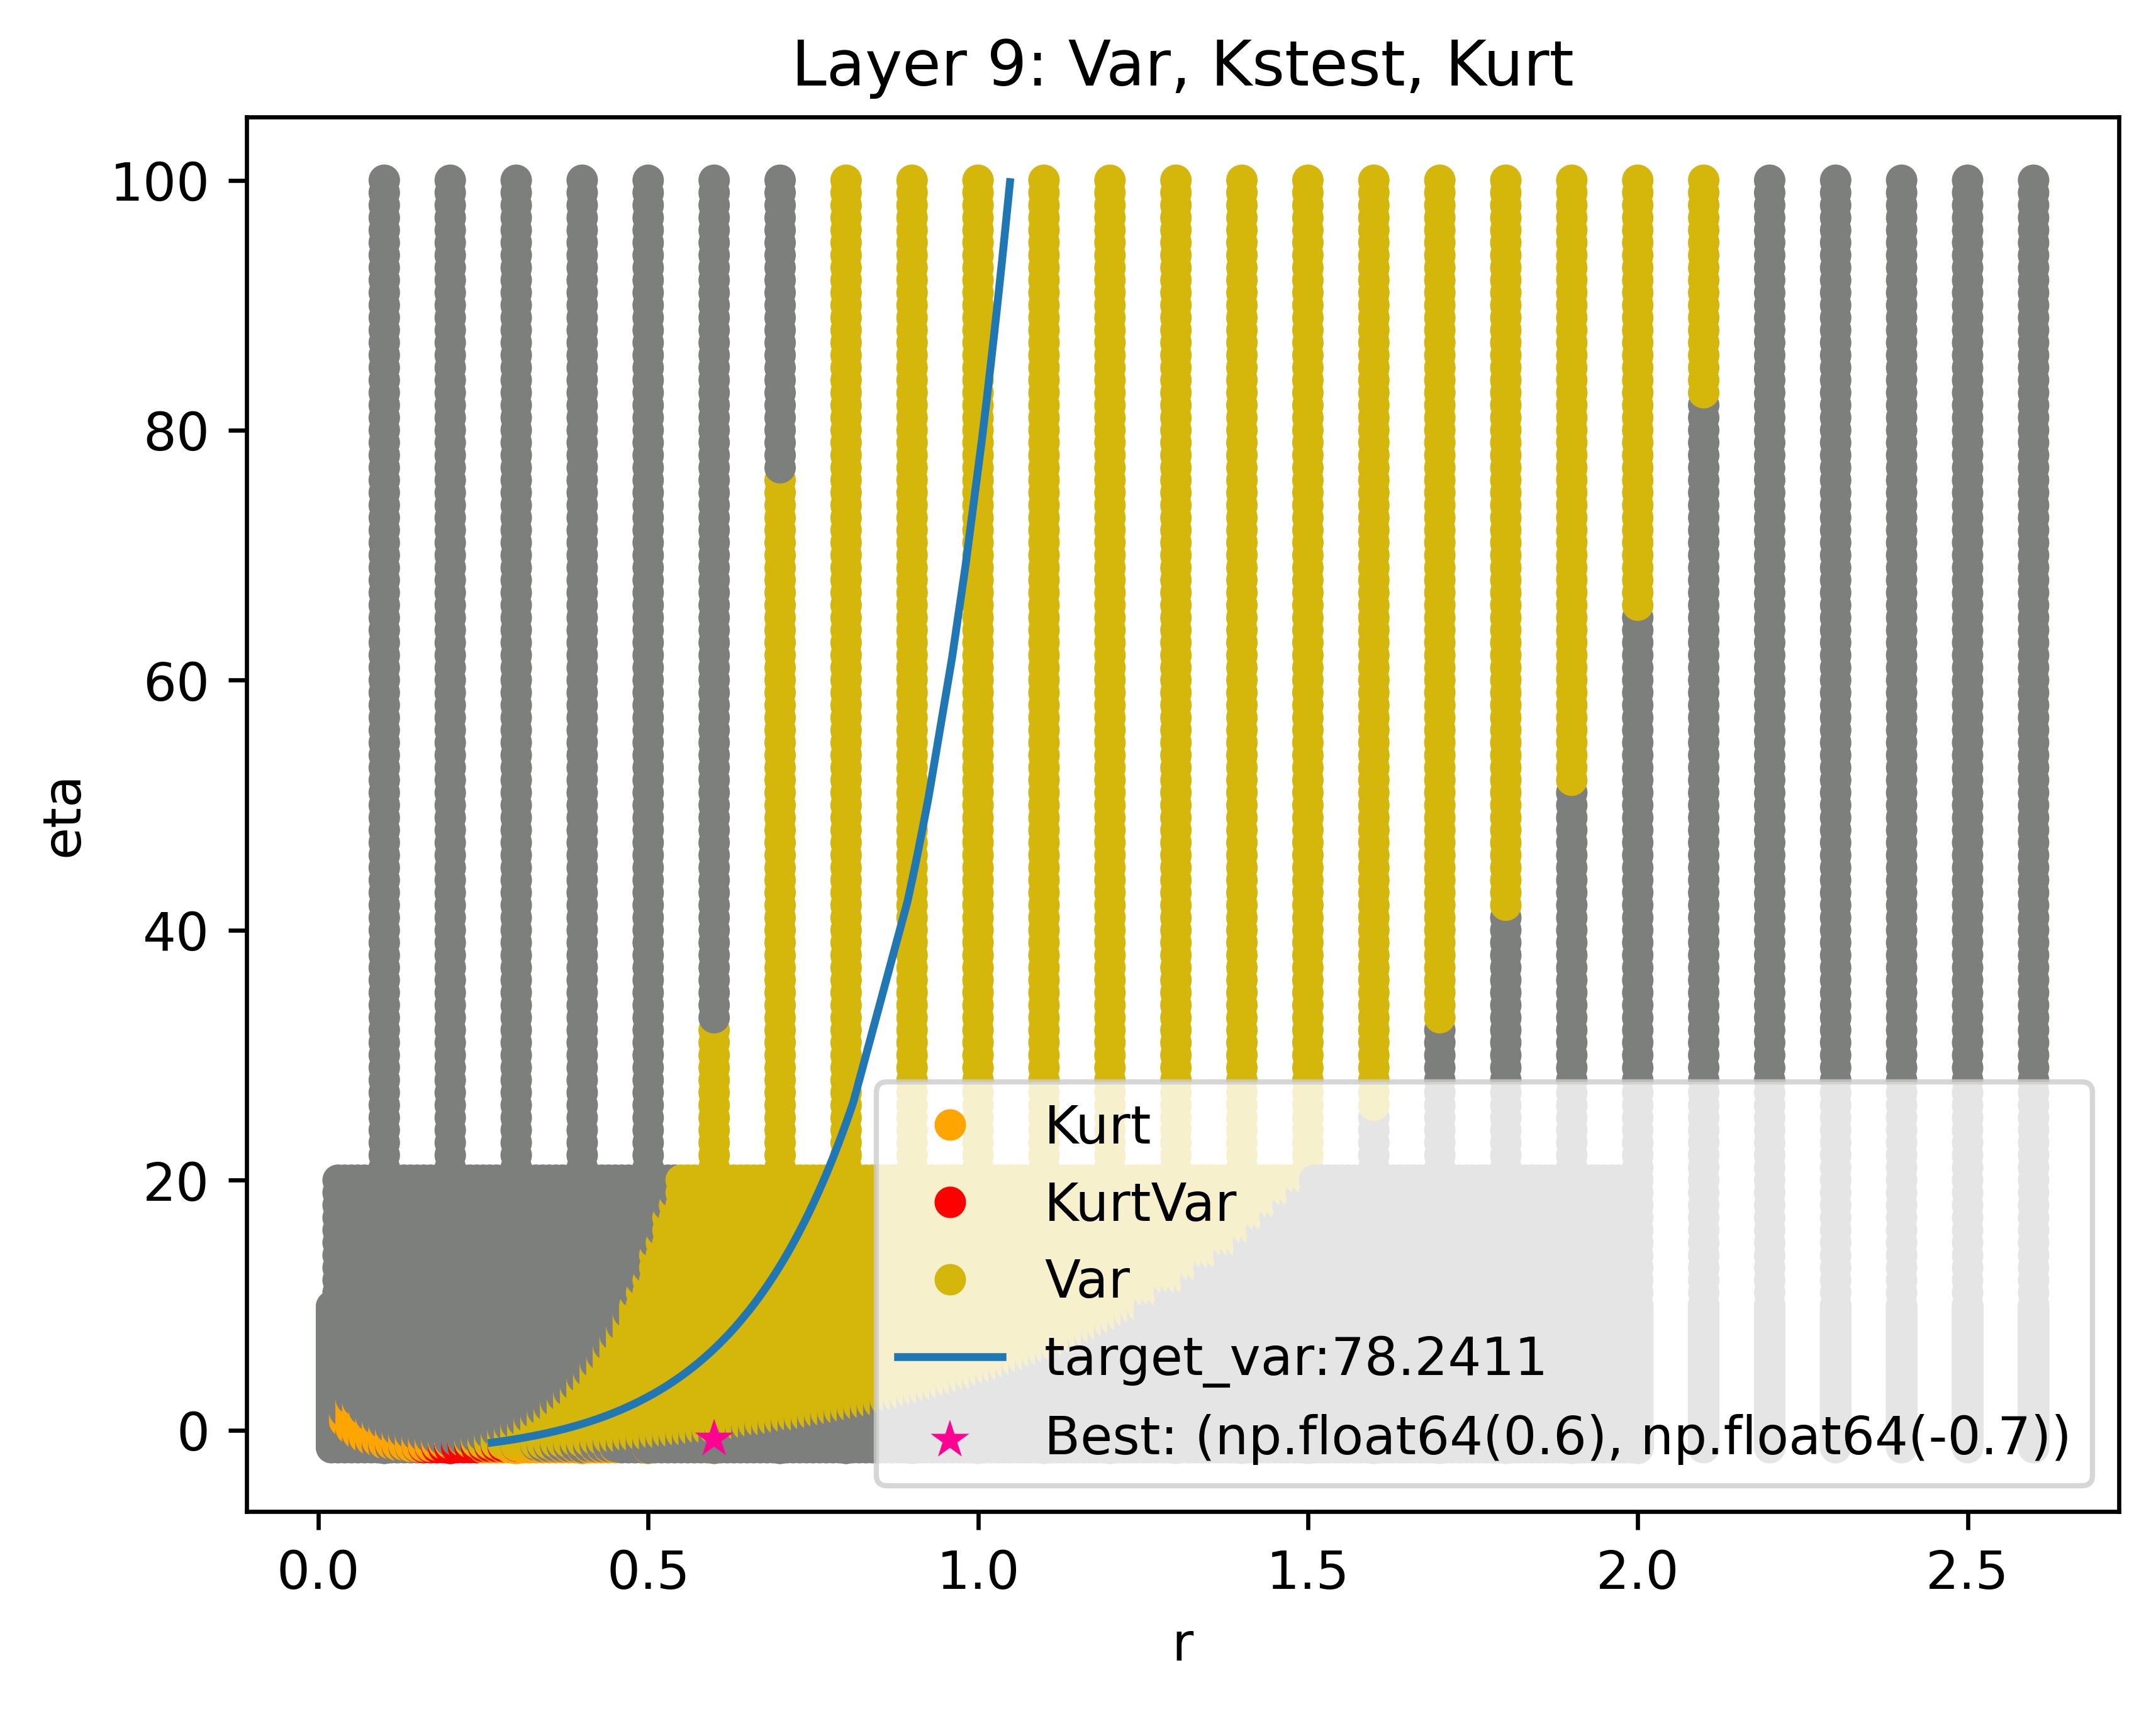 Layer 9: Var, Kstest, Kurt
100
80
60
40
20
0
eta
Kurt
KurtVar
Var
target_var:78.2411
Best: (np.float64(0.6), np.float64(-0.7))
0.0 0.5 1.0 1.5 2.0 2.5
r